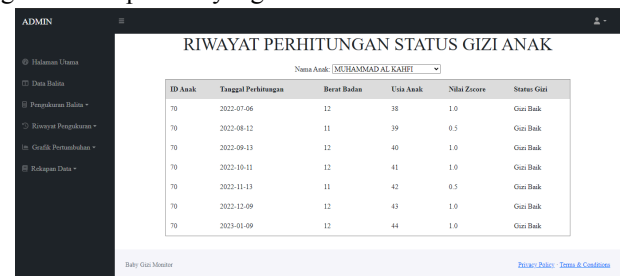 ADMIN
RIWAYAT PERHITUNGAN STATUS GIZI ANAK
Nama Anak: MUHAMMAD AL KAHFI
Halaman Utama
Data Balita
Pengukuran Balita
Riwayat Pengukuran
Grafik Pertumbuhan
Rekapan Data
ID Anak Tanggal Perhitungan Berat Badan Usia Anak Nilai Zscore Status Gizi
70 2022-07-06 12 38 1.0 Gizi Baik
70 2022-08-12 11 39 0.5 Gizi Baik
70 2022-09-13 12 40 1.0 Gizi Baik
70 2022-10-11 12 41 1.0 Gizi Baik
70 2022-11-13 11 42 0.5 Gizi Baik
70 2022-12-09 12 43 1.0 Gizi Baik
70 2023-01-09 12 44 1.0 Gizi Baik
Baby Gizi Monitor Privacy Policy · Terms & Conditions